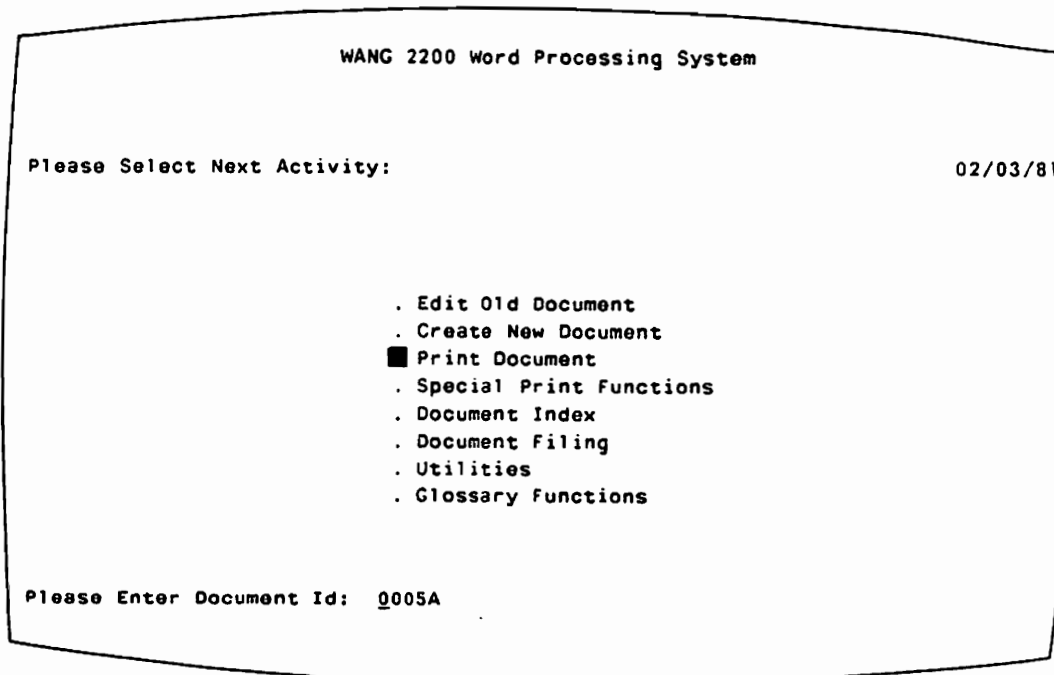 WANG 2200 Word Processing System
Please Select Next Activity: 02/03/81
. Edit Old Document
. Create New Document
■ Print Document
. Special Print Functions
. Document Index
. Document Filing
. Utilities
. Glossary Functions
Please Enter Document Id: 0005A